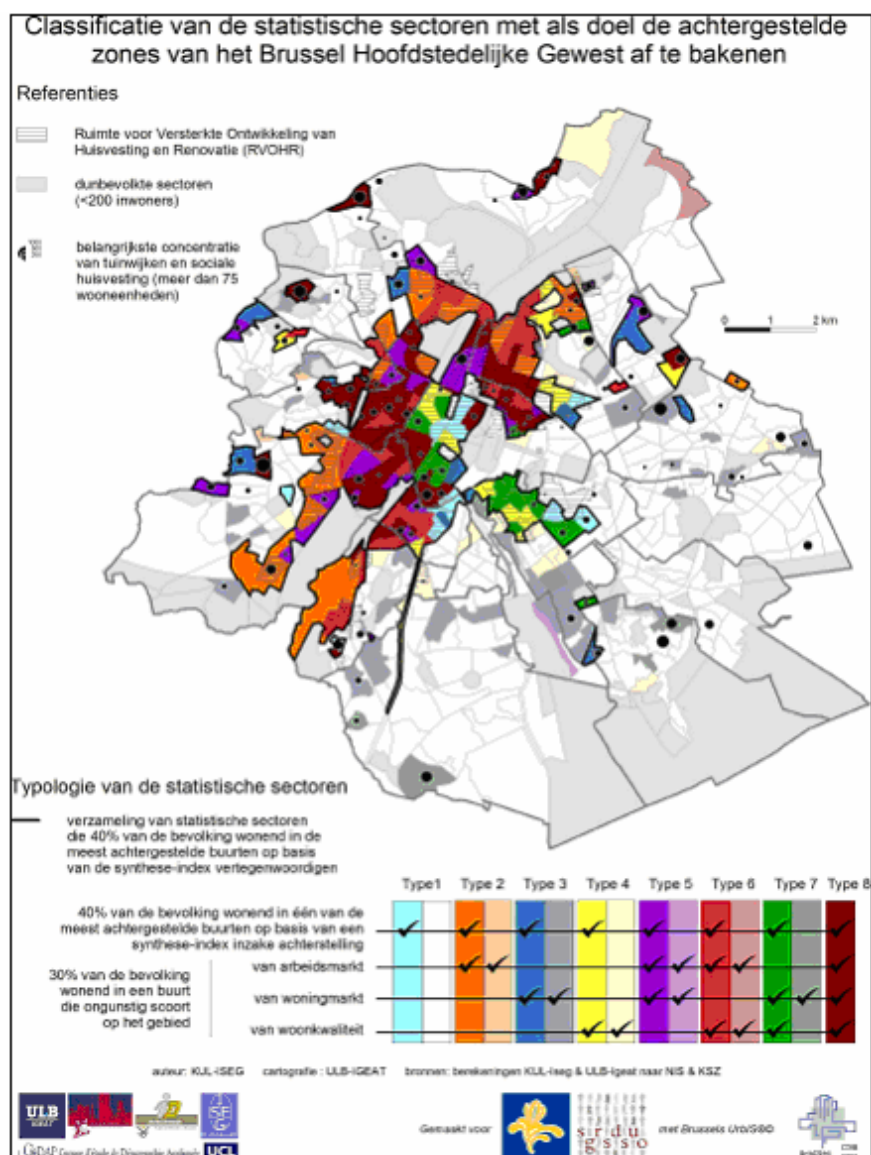 Classificatie van de statistische sectoren met als doel de achtergestelde
zones van het Brussel Hoofdstedelijke Gewest af te bakenen
Referenties
Ruimte voor Versterkte Ontwikkeling van
Huisvesting en Renovatie (RVOHR)
dunbevolkte sectoren
(<200 inwoners)
belangrijkste concentratie
van tuinwijken en sociale
huisvesting (meer dan 75
wooneenheden)
0 1 2 km
Typologie van de statistische sectoren
verzameling van statistische sectoren
die 40% van de bevolking wonend in de
meest achtergestelde buurten op basis
van de synthese-index vertegenwoordigen
Type1 Type 2 Type 3 Type 4 Type 5 Type 6 Type 7 Type 8
40% van de bevolking wonend in één van de
meest achtergestelde buurten op basis van een
synthese-index inzake achterstelling
30% van de bevolking
wonend in een buurt
die ongunstig scoort
op het gebied
van arbeidsmarkt
van woningmarkt
van woonkwaliteit
auteur: KUL-ISEG cartografie : ULB-IGEAT bronnen: berekeningen KUL-Iseg & ULB-Igeat naar NIS & KSZ
ULB
IGEAT
Gemaakt voor
srdu
gsso
met Brussels UrbIS®©
GéDAP
UCL